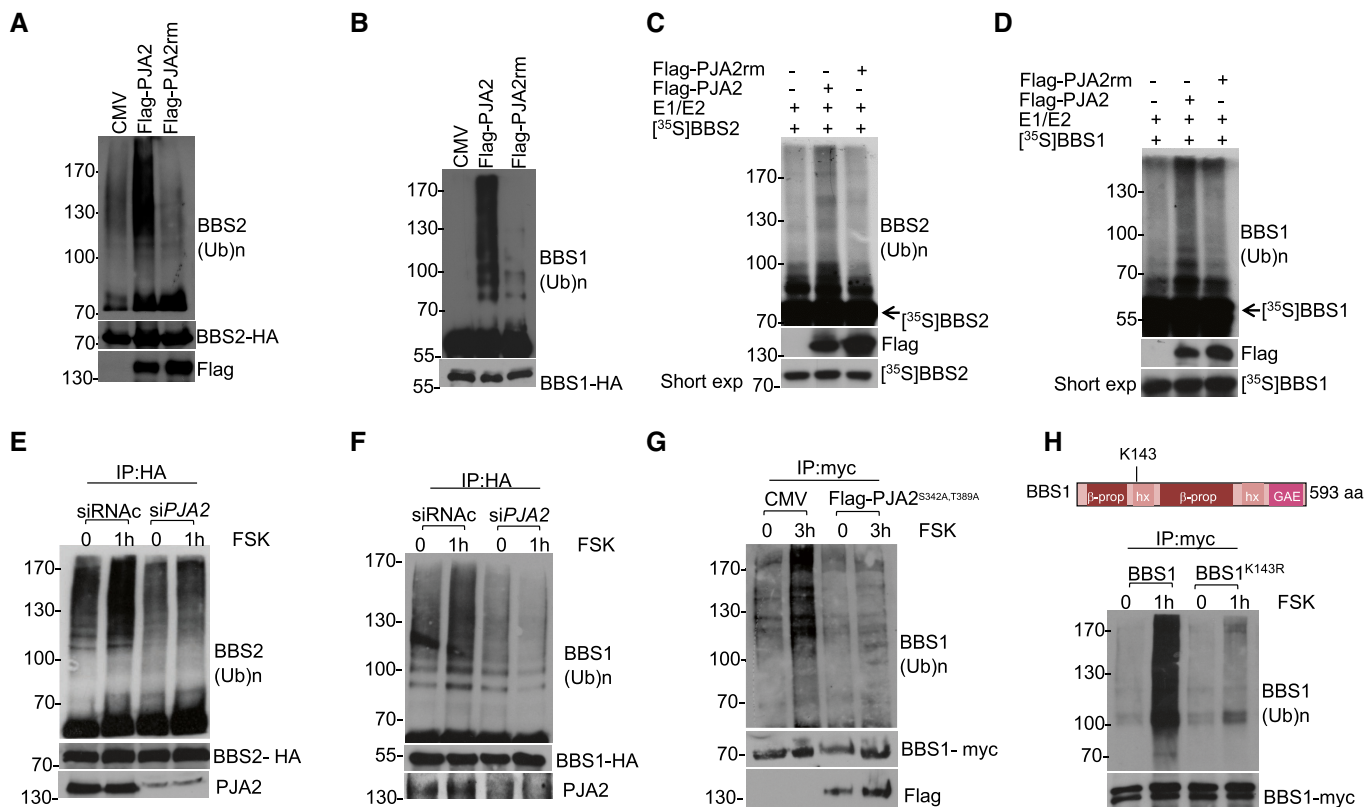 A
CMV
Flag-PJA2
Flag-PJA2rm
170-
130-
100-
70-
BBS2
(Ub)n
70-
BBS2-HA
130-
Flag
B
CMV
Flag-PJA2
Flag-PJA2rm
170-
130-
100-
70-
55-
BBS1
(Ub)n
55-
BBS1-HA
C
Flag-PJA2rm - - +
Flag-PJA2 - + -
E1/E2 + + +
[³⁵S]BBS2 + + +
170-
130-
100-
70-
BBS2
(Ub)n
←[³⁵S]BBS2
130-
Flag
Short exp 70-
[³⁵S]BBS2
D
Flag-PJA2rm - - +
Flag-PJA2 - + -
E1/E2 + + +
[³⁵S]BBS1 + + +
130-
100-
70-
55-
BBS1
(Ub)n
←[³⁵S]BBS1
Flag
Short exp
[³⁵S]BBS1
E
IP:HA
siRNAc siPJA2
0 1h 0 1h FSK
170-
130-
100-
70-
BBS2
(Ub)n
70-
BBS2- HA
130-
PJA2
F
IP:HA
siRNAc siPJA2
0 1h 0 1h FSK
170-
130-
100-
70-
60-
BBS1
(Ub)n
55-
BBS1-HA
130-
PJA2
G
IP:myc
CMV Flag-PJA2^S342A,T389A
0 3h 0 3h FSK
170-
130-
100-
70-
BBS1
(Ub)n
BBS1- myc
Flag
H
K143
BBS1 β-prop hx β-prop hx GAE 593 aa
IP:myc
BBS1 BBS1^K143R
0 1h 0 1h FSK
170-
130-
100-
70-
BBS1
(Ub)n
BBS1-myc